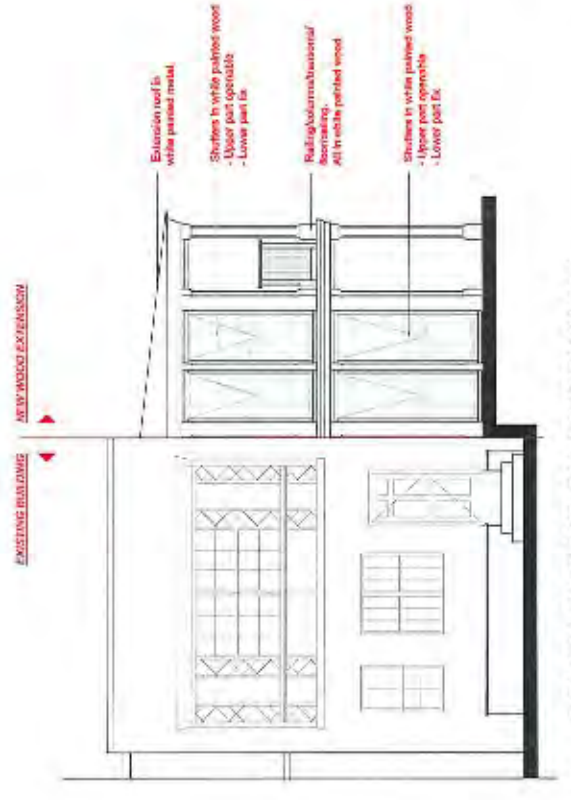 EXISTING BUILDING
NEW WOOD EXTENSION
Extension roof in
white painted metal.
Shutters in white painted wood
- Upper part openable
- Lower part fix
Railing/columns/transoms/
floor/ceiling.
All in white painted wood
Shutters in white painted wood
- Upper part openable
- Lower part fix